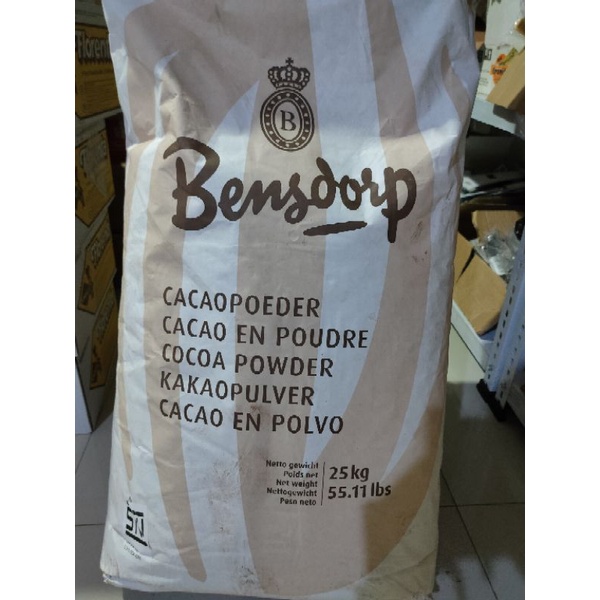 Florent
B
Bensdorp
CACAOPOEDER
CACAO EN POUDRE
COCOA POWDER
KAKAOPULVER
CACAO EN POLVO
Netto gewicht
Poids net
Net weight
Nettogewicht
Peso neto
25 kg
55.11 lbs